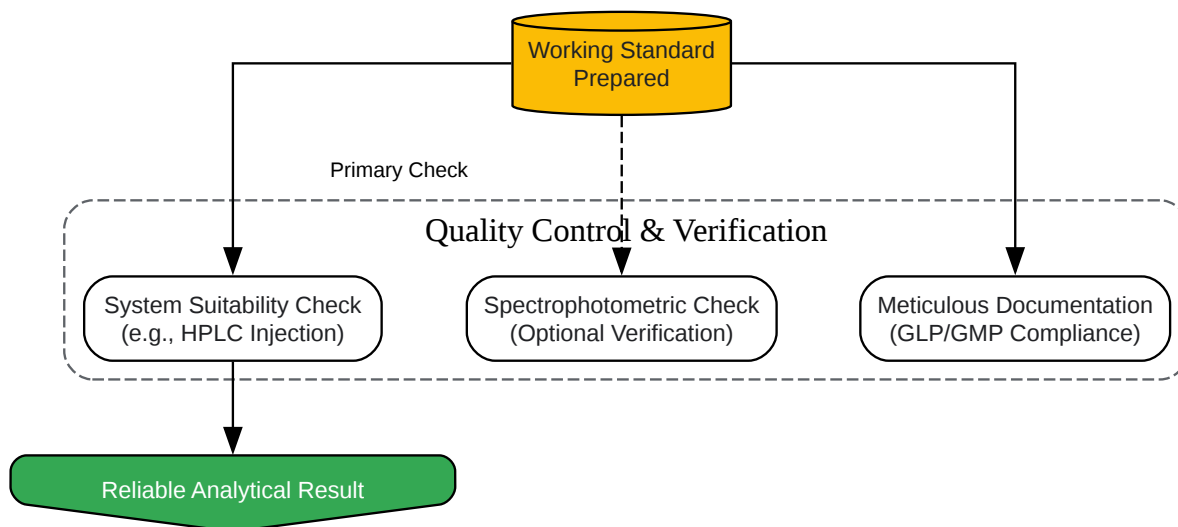 Working Standard
Prepared
Primary Check
Quality Control & Verification
System Suitability Check
(e.g., HPLC Injection)
Spectrophotometric Check
(Optional Verification)
Meticulous Documentation
(GLP/GMP Compliance)
Reliable Analytical Result